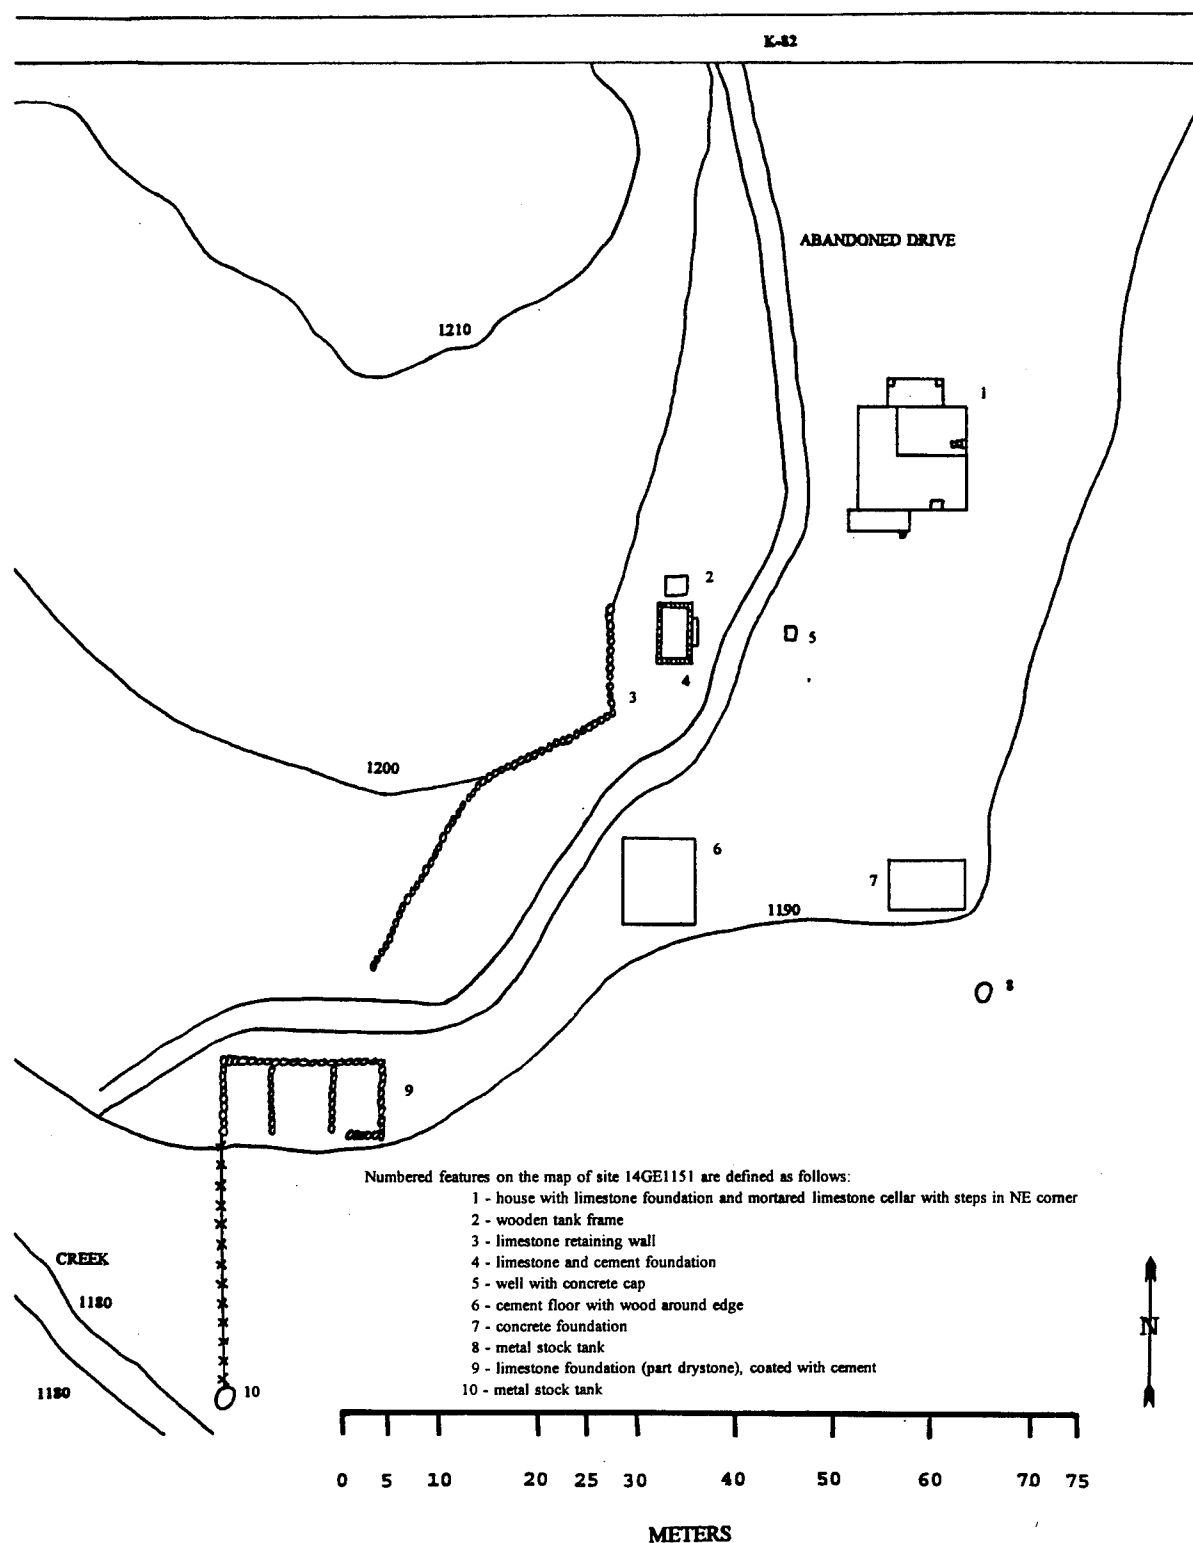 K-82
ABANDONED DRIVE
1210
1
2
5
4
3
1200
6
7
1190
8
9
Numbered features on the map of site 14GE1151 are defined as follows:
1 - house with limestone foundation and mortared limestone cellar with steps in NE corner
2 - wooden tank frame
3 - limestone retaining wall
4 - limestone and cement foundation
5 - well with concrete cap
6 - cement floor with wood around edge
7 - concrete foundation
8 - metal stock tank
9 - limestone foundation (part drystone), coated with cement
10 - metal stock tank
CREEK
1180
1180
10
N
0 5 10 20 25 30 40 50 60 70 75
METERS